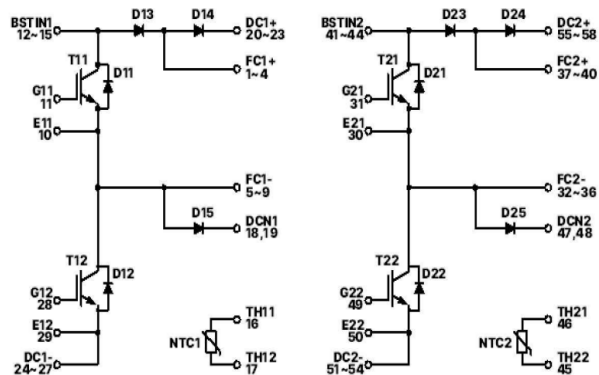 BSTIN1
12~15
D13
D14
DC1+
20~23
FC1+
1~4
T11
D11
G11
11
E11
10
FC1-
5~9
D15
DCN1
18,19
T12
D12
G12
28
E12
29
DC1-
24~27
NTC1
TH11
16
TH12
17
BSTIN2
41~44
D23
D24
DC2+
55~58
FC2+
37~40
T21
D21
G21
31
E21
30
FC2-
32~36
D25
DCN2
47,48
T22
D22
G22
49
E22
50
DC2-
51~54
NTC2
TH21
46
TH22
45